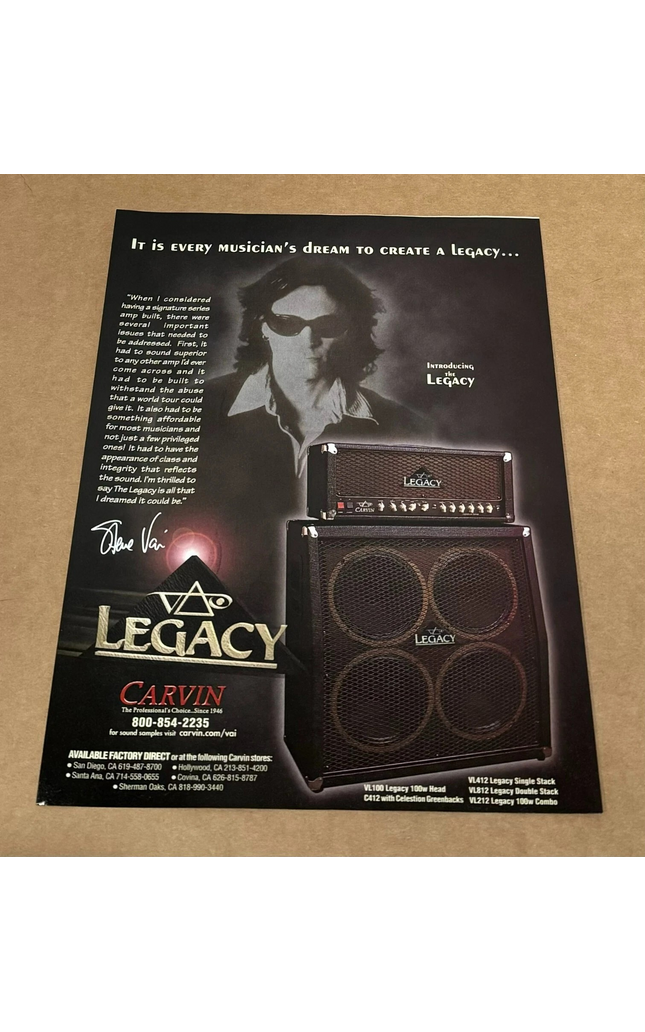 It is every musician's dream to create a legacy...
"When I considered
having a signature series
amp built, there were
several important
issues that needed to
be addressed. First, it
had to sound superior
to any other amp I'd ever
come across and it
had to be built to
withstand the abuse
that a world tour could
give it. It also had to be
something affordable
for most musicians and
not just a few privileged
ones! It had to have the
appearance of class and
integrity that reflects
the sound. I'm thrilled to
say The Legacy is all that
I dreamed it could be."
Steve Vai
Introducing
the
Legacy
LEGACY
CARVIN
LEGACY
VAI
LEGACY
CARVIN
The Professional's Choice...Since 1946
800-854-2235
for sound samples visit carvin.com/vai
AVAILABLE FACTORY DIRECT or at the following Carvin stores:
• San Diego, CA 619-487-8700 • Hollywood, CA 213-851-4200
• Santa Ana, CA 714-558-0655 • Covina, CA 626-815-8787
• Sherman Oaks, CA 818-990-3440
VL100 Legacy 100w Head
C412 with Celestion Greenbacks
VL412 Legacy Single Stack
VL812 Legacy Double Stack
VL212 Legacy 100w Combo